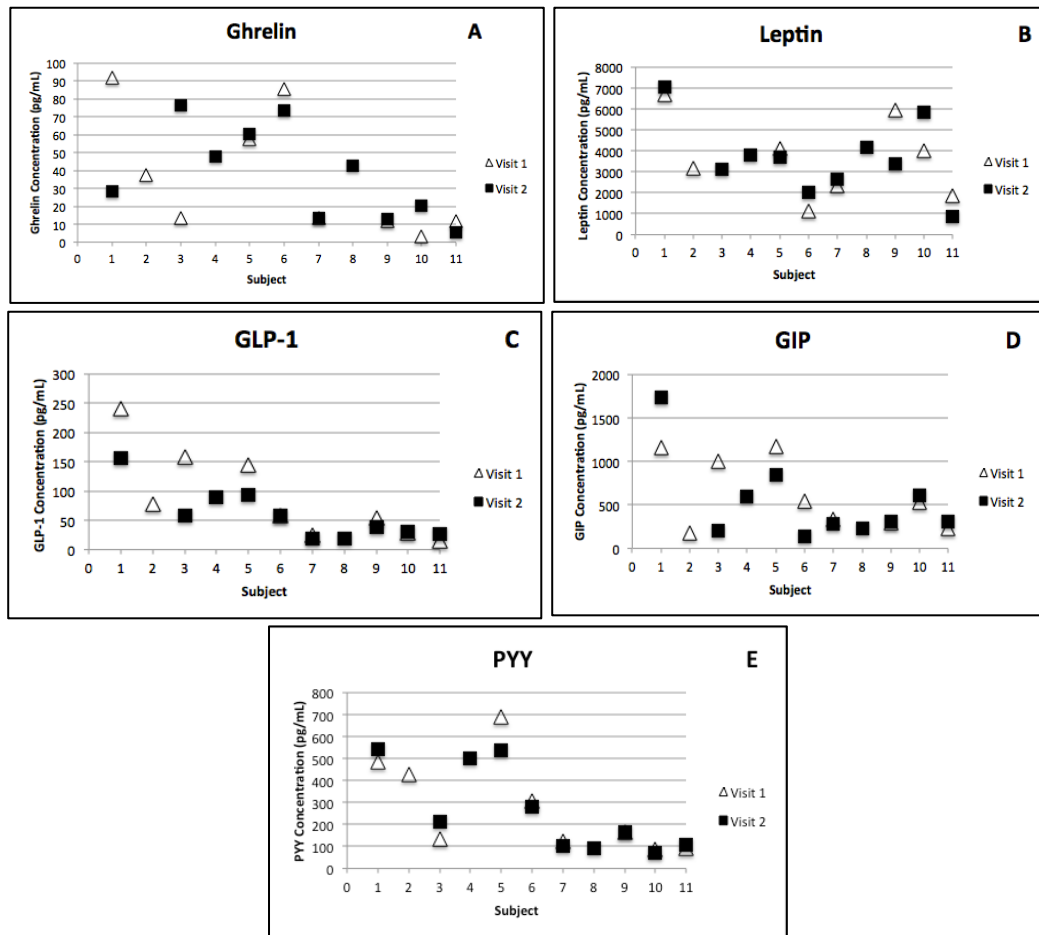 Ghrelin A
Ghrelin Concentration (pg/mL)
100
90
80
70
60
50
40
30
20
10
0
0 1 2 3 4 5 6 7 8 9 10 11
Subject
Visit 1
Visit 2
Leptin B
Leptin Concentration (pg/mL)
8000
7000
6000
5000
4000
3000
2000
1000
0
0 1 2 3 4 5 6 7 8 9 10 11
Subject
Visit 1
Visit 2
GLP-1 C
GLP-1 Concentration (pg/mL)
300
250
200
150
100
50
0
0 1 2 3 4 5 6 7 8 9 10 11
Subject
Visit 1
Visit 2
GIP D
GIP Concentration (pg/mL)
2000
1500
1000
500
0
0 1 2 3 4 5 6 7 8 9 10 11
Subject
Visit 1
Visit 2
PYY E
PYY Concentration (pg/mL)
800
700
600
500
400
300
200
100
0
0 1 2 3 4 5 6 7 8 9 10 11
Subject
Visit 1
Visit 2